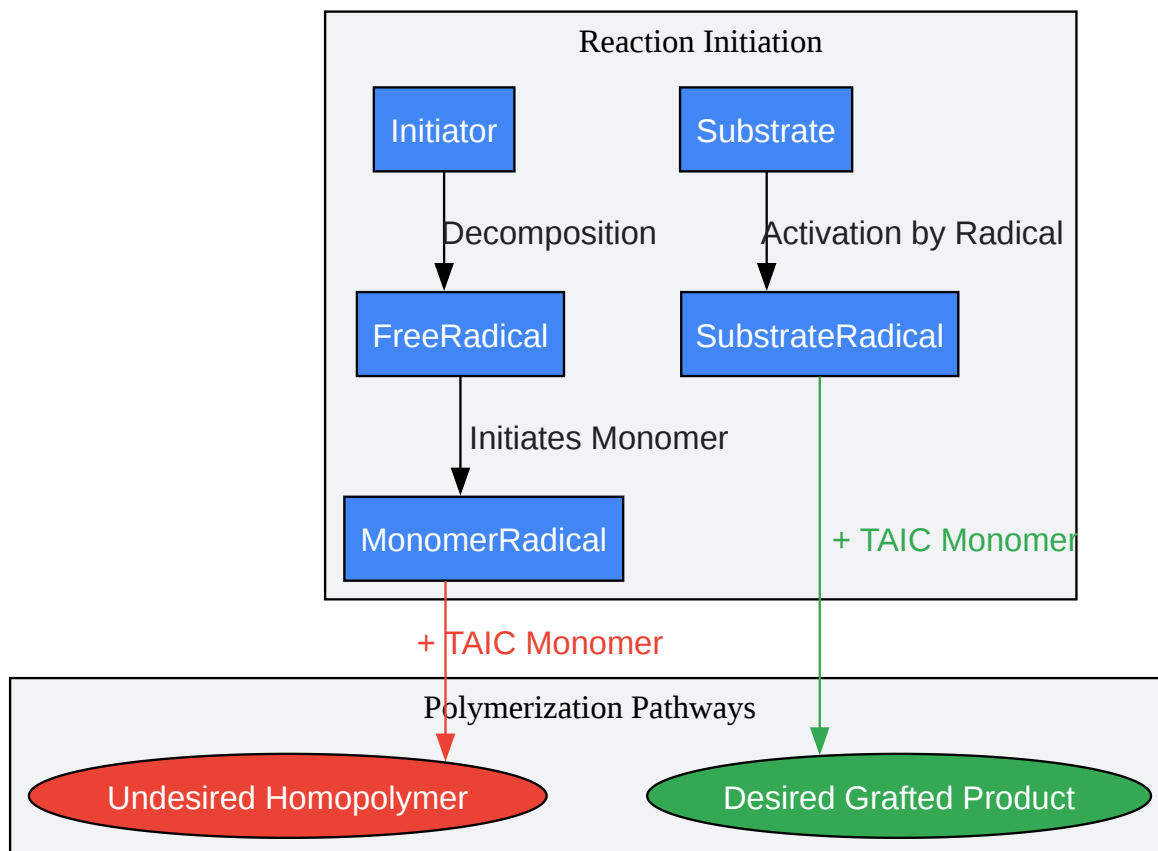 Reaction Initiation
Initiator
Substrate
Decomposition
Activation by Radical
FreeRadical
SubstrateRadical
Initiates Monomer
MonomerRadical
+ TAIC Monomer
+ TAIC Monomer
Polymerization Pathways
Undesired Homopolymer
Desired Grafted Product